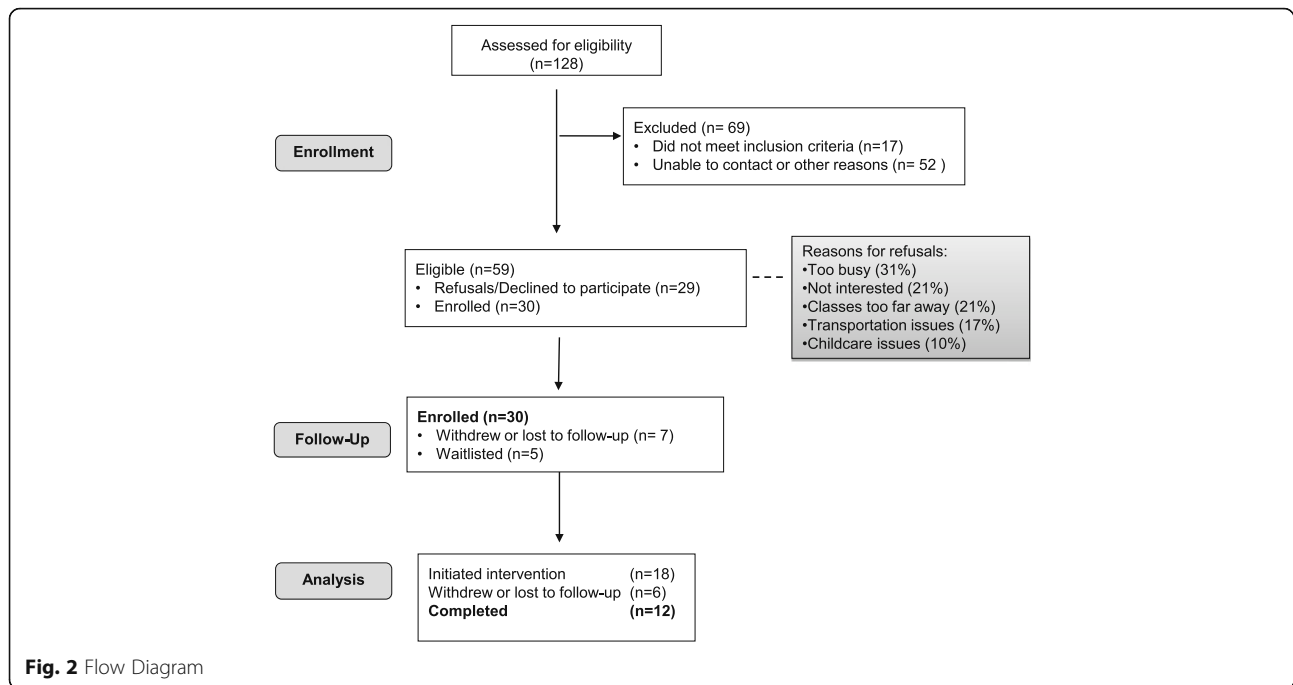 Assessed for eligibility
(n=128)
Enrollment
Excluded (n= 69)
• Did not meet inclusion criteria (n=17)
• Unable to contact or other reasons (n= 52 )
Eligible (n=59)
• Refusals/Declined to participate (n=29)
• Enrolled (n=30)
Reasons for refusals:
•Too busy (31%)
•Not interested (21%)
•Classes too far away (21%)
•Transportation issues (17%)
•Childcare issues (10%)
Follow-Up
Enrolled (n=30)
• Withdrew or lost to follow-up (n= 7)
• Waitlisted (n=5)
Analysis
Initiated intervention (n=18)
Withdrew or lost to follow-up (n=6)
Completed (n=12)
Fig. 2 Flow Diagram